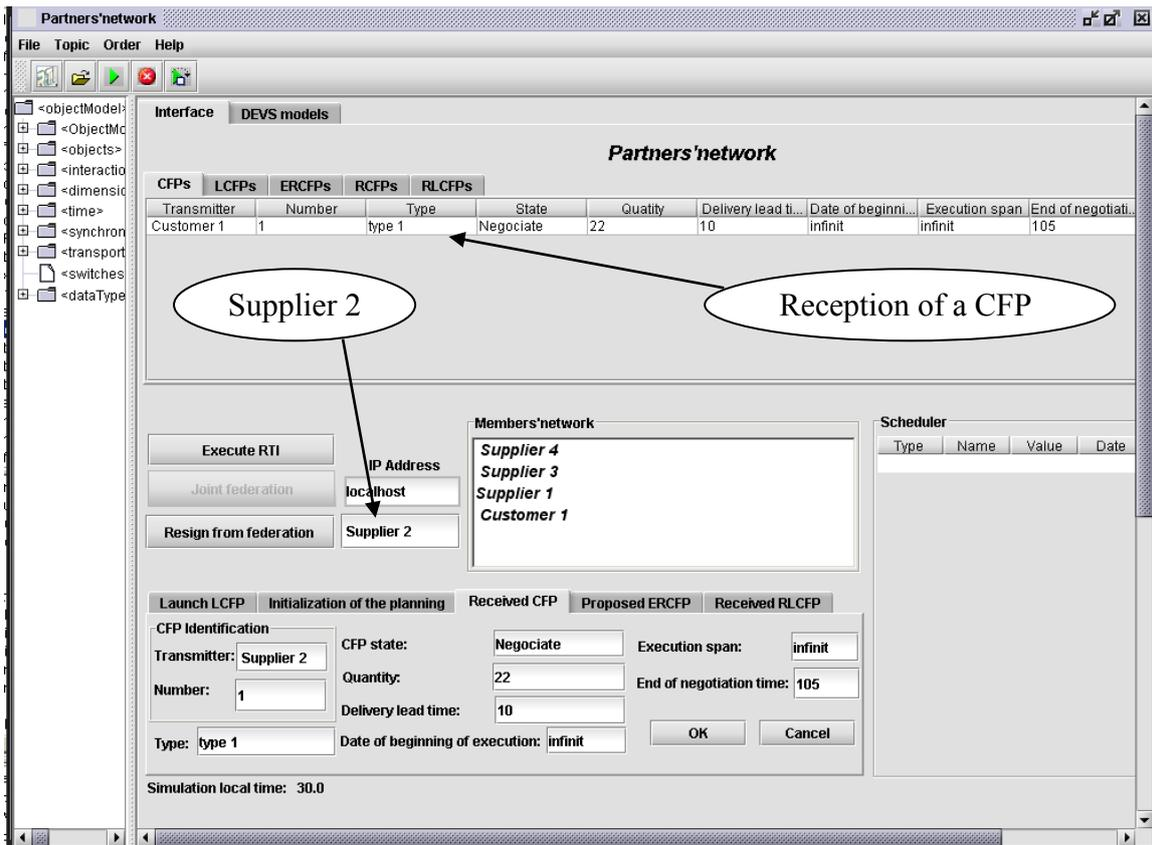 Partners'network
File Topic Order Help
<objectModel>
<ObjectMc
<objects>
<interactio
<dimensic
<time>
<synchron
<transport
<switches
<dataType
Interface DEVS models
Partners'network
CFPs LCFPs ERCFPs RCFPs RLCFPs
Transmitter Number Type State Quatity Delivery lead ti... Date of beginni... Execution span End of negotiati...
Customer 1 1 type 1 Negociate 22 10 infinit infinit 105
Supplier 2 Reception of a CFP
Execute RTI
Joint federation
Resign from federation
IP Address
localhost
Supplier 2
Members'network
Supplier 4
Supplier 3
Supplier 1
Customer 1
Scheduler
Type Name Value Date
Launch LCFP Initialization of the planning Received CFP Proposed ERCFP Received RLCFP
CFP Identification
Transmitter: Supplier 2
Number: 1
Type: type 1
CFP state: Negociate
Quantity: 22
Delivery lead time: 10
Date of beginning of execution: infinit
Execution span: infinit
End of negotiation time: 105
OK Cancel
Simulation local time: 30.0